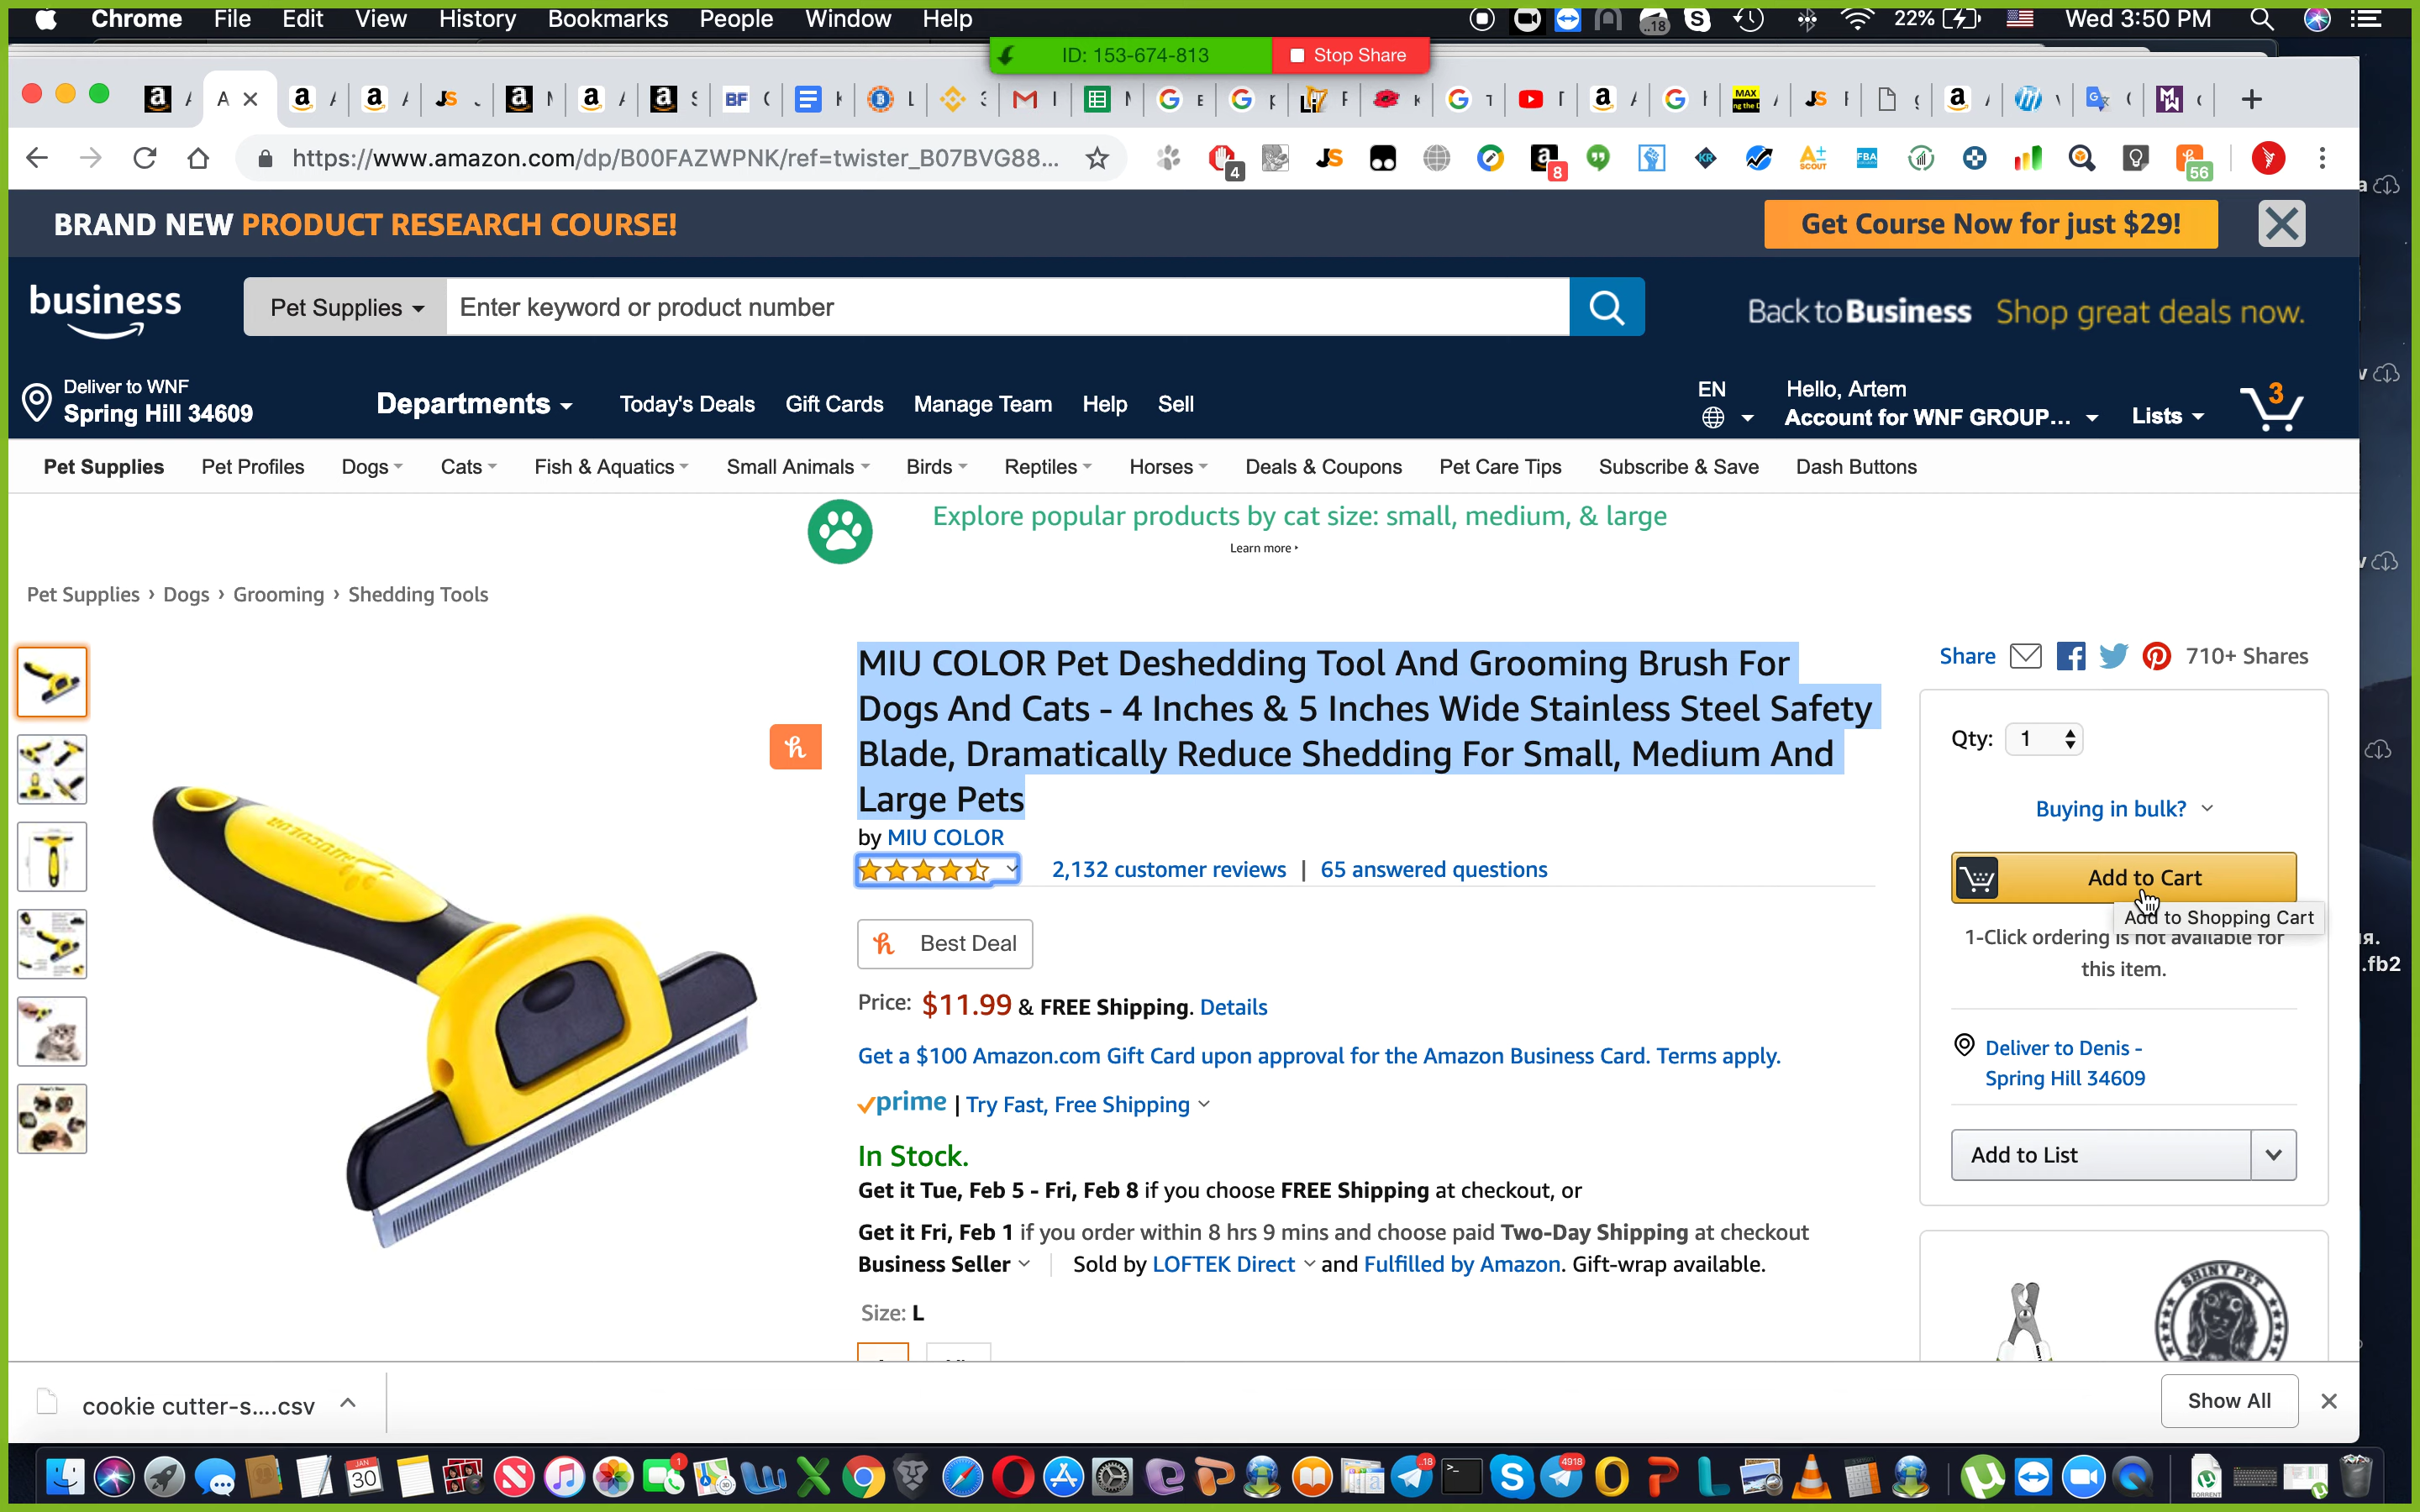 Chrome File Edit View History Bookmarks People Window Help
22% Wed 3:50 PM
ID: 153-674-813 Stop Share
https://www.amazon.com/dp/B00FAZWPNK/ref=twister_B07BVG88...
BRAND NEW PRODUCT RESEARCH COURSE!
Get Course Now for just $29!
business
Pet Supplies
Enter keyword or product number
Back to Business Shop great deals now.
Deliver to WNF
Spring Hill 34609
Departments
Today's Deals Gift Cards Manage Team Help Sell
EN
Hello, Artem
Account for WNF GROUP...
Lists
3
Pet Supplies Pet Profiles Dogs Cats Fish & Aquatics Small Animals Birds Reptiles Horses Deals & Coupons Pet Care Tips Subscribe & Save Dash Buttons
Explore popular products by cat size: small, medium, & large
Learn more
Pet Supplies › Dogs › Grooming › Shedding Tools
MIU COLOR Pet Deshedding Tool And Grooming Brush For
Dogs And Cats - 4 Inches & 5 Inches Wide Stainless Steel Safety
Blade, Dramatically Reduce Shedding For Small, Medium And
Large Pets
by MIU COLOR
2,132 customer reviews | 65 answered questions
Best Deal
Price: $11.99 & FREE Shipping. Details
Get a $100 Amazon.com Gift Card upon approval for the Amazon Business Card. Terms apply.
prime | Try Fast, Free Shipping
In Stock.
Get it Tue, Feb 5 - Fri, Feb 8 if you choose FREE Shipping at checkout, or
Get it Fri, Feb 1 if you order within 8 hrs 9 mins and choose paid Two-Day Shipping at checkout
Business Seller Sold by LOFTEK Direct and Fulfilled by Amazon. Gift-wrap available.
Size: L
Share 710+ Shares
Qty: 1
Buying in bulk?
Add to Cart
Add to Shopping Cart
1-Click ordering is not available for
this item.
Deliver to Denis -
Spring Hill 34609
Add to List
SHINY PET
.fb2
cookie cutter-s....csv
Show All
JAN
30